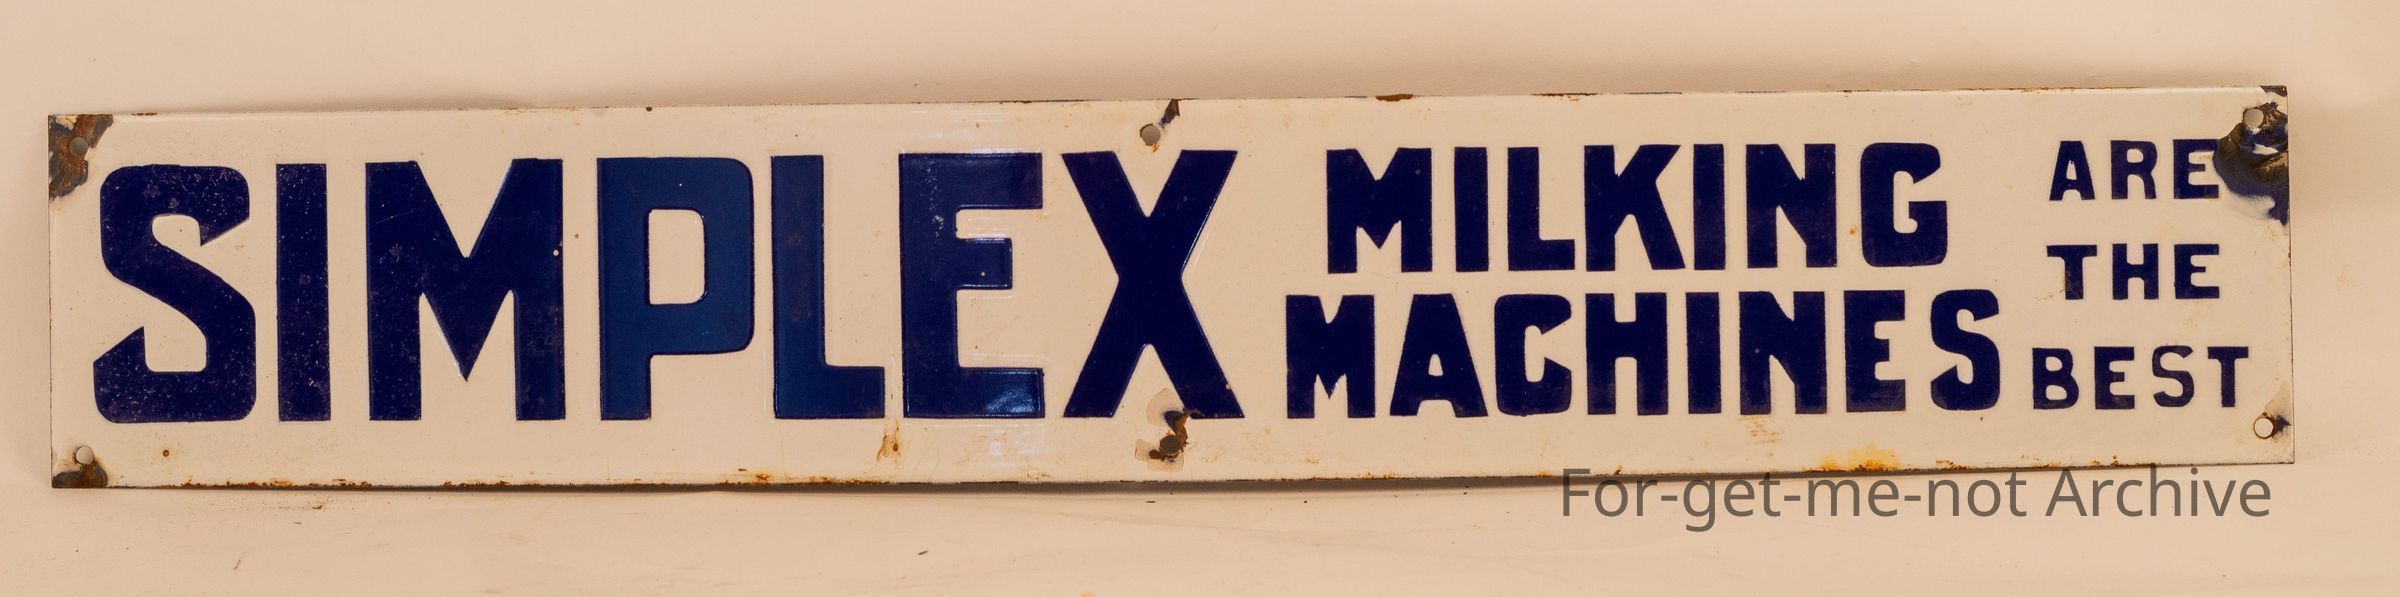 SIMPLEX
MILKING
MACHINES
ARE
THE
BEST
For-get-me-not Archive